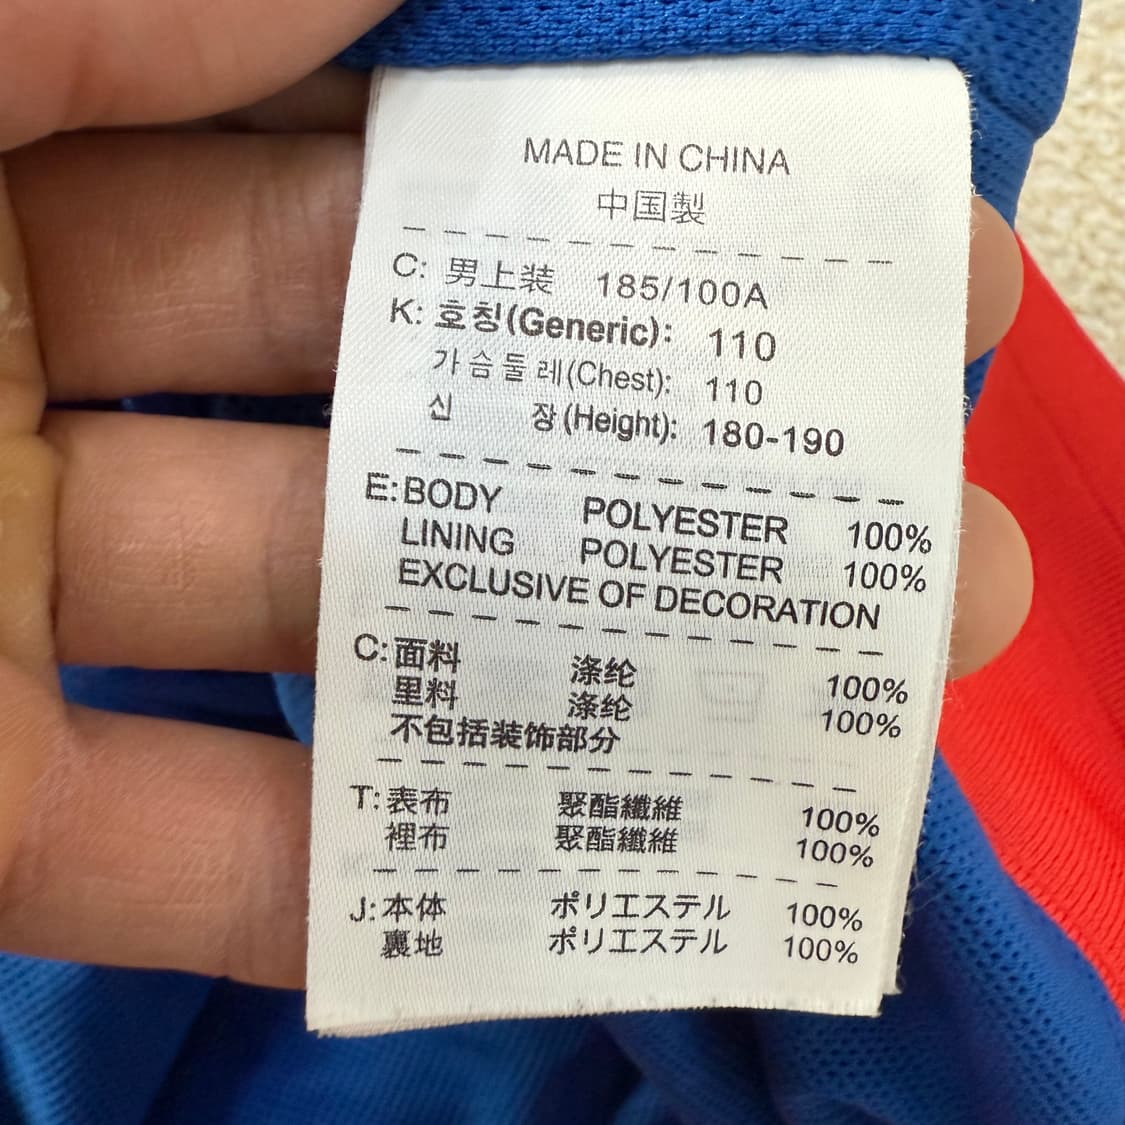 MADE IN CHINA
中国製
C: 男上装 185/100A
K: 호칭(Generic): 110
가슴둘레(Chest): 110
신 장(Height): 180-190
E: BODY POLYESTER 100%
LINING POLYESTER 100%
EXCLUSIVE OF DECORATION
C: 面料 涤纶 100%
里料 涤纶 100%
不包括装饰部分
T: 表布 聚酯纖維 100%
裡布 聚酯纖維 100%
J: 本体 ポリエステル 100%
裏地 ポリエステル 100%